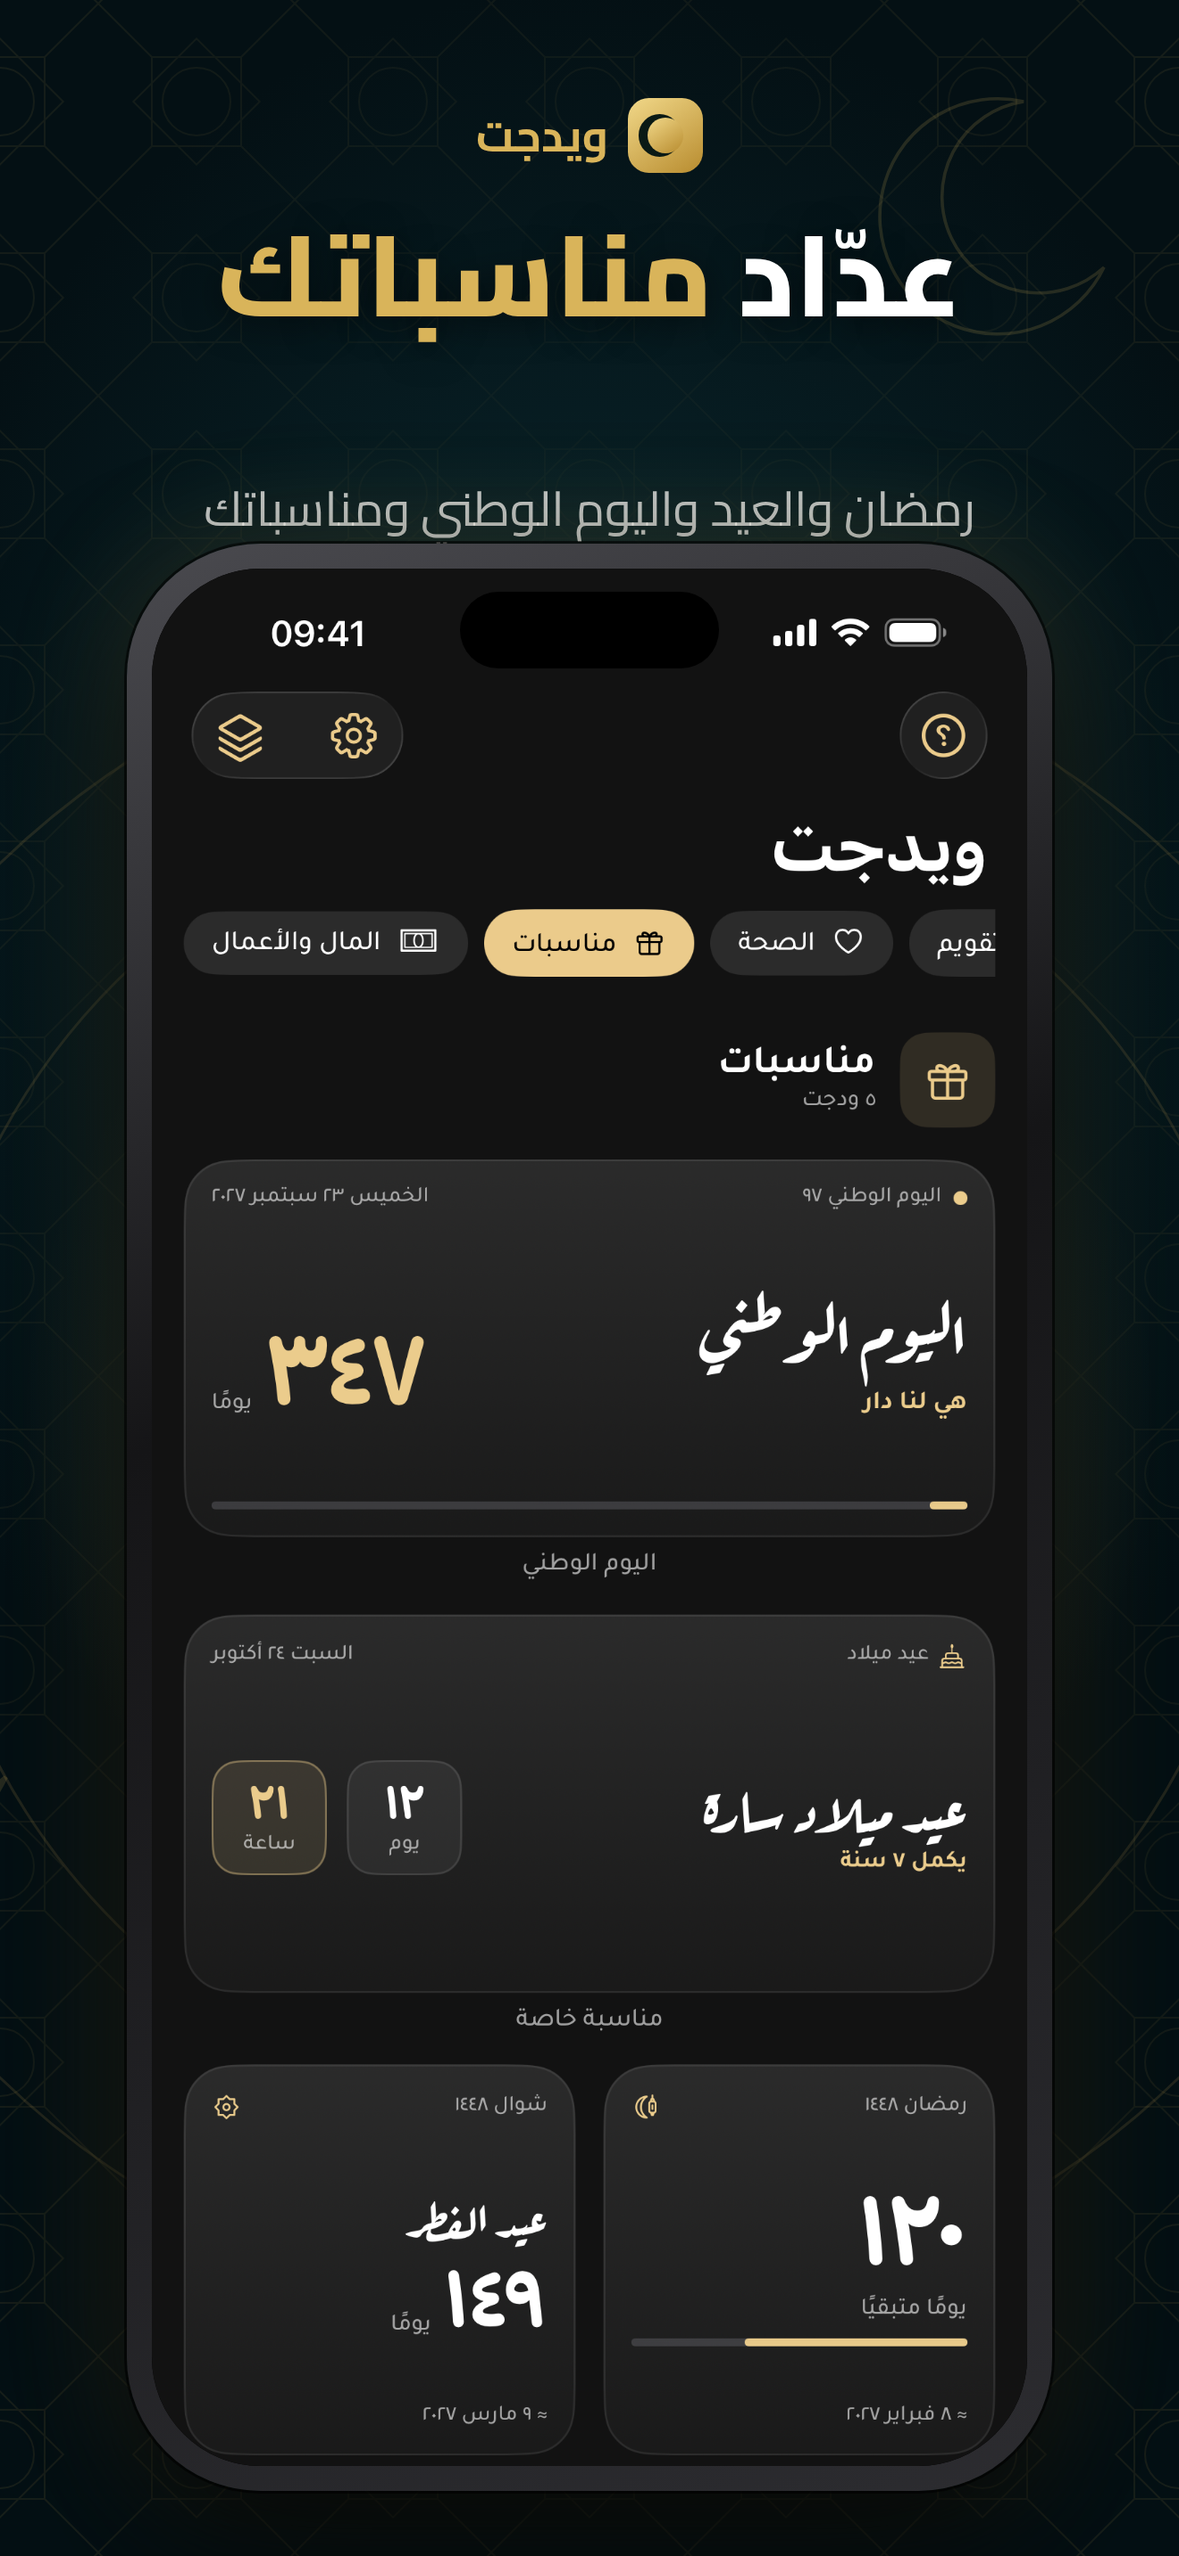 ويدجت
عدّاد مناسباتك
رمضان والعيد واليوم الوطني ومناسباتك
09:41
؟
ويدجت
تقويم
الصحة
مناسبات
المال والأعمال
مناسبات
٥ ودجت
اليوم الوطني ٩٧
الخميس ٢٣ سبتمبر ٢٠٢٧
اليوم الوطني
هي لنا دار
٣٤٧ يومًا
اليوم الوطني
عيد ميلاد
السبت ٢٤ أكتوبر
عيد ميلاد سارة
يكمل ٧ سنة
١٢ يوم
٢١ ساعة
مناسبة خاصة
رمضان ١٤٤٨
١٢٠
يومًا متبقيًا
≈ ٨ فبراير ٢٠٢٧
شوال ١٤٤٨
عيد الفطر
١٤٩ يومًا
≈ ٩ مارس ٢٠٢٧